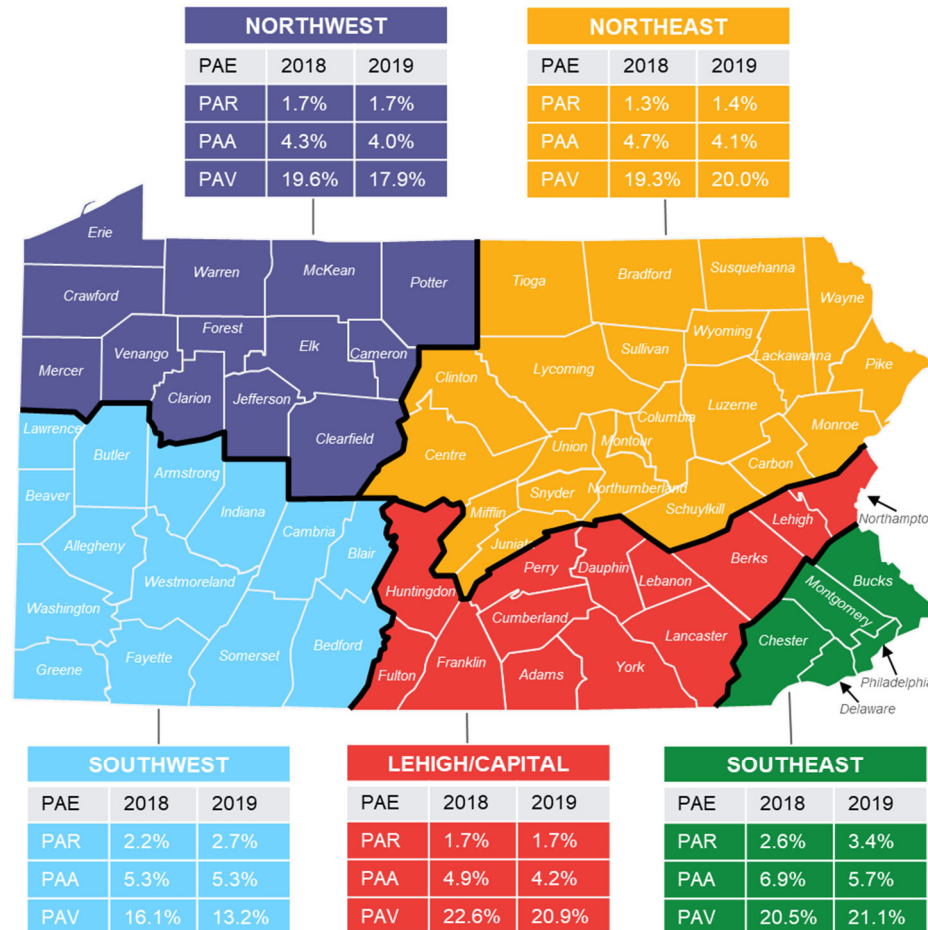 NORTHWEST
PAE 2018 2019
PAR 1.7% 1.7%
PAA 4.3% 4.0%
PAV 19.6% 17.9%
NORTHEAST
PAE 2018 2019
PAR 1.3% 1.4%
PAA 4.7% 4.1%
PAV 19.3% 20.0%
Erie
Warren
McKean
Potter
Crawford
Forest
Elk
Cameron
Venango
Mercer
Clarion
Jefferson
Clearfield
Tioga
Bradford
Susquehanna
Wayne
Wyoming
Sullivan
Lackawanna
Pike
Lycoming
Clinton
Columbia
Luzerne
Monroe
Centre
Union
Montour
Carbon
Snyder
Northumberland
Mifflin
Schuylkill
Juniat
Lawrence
Butler
Armstrong
Beaver
Indiana
Cambria
Allegheny
Blair
Westmoreland
Washington
Bedford
Fayette
Somerset
Greene
Lehigh
Northampto
Berks
Perry
Dauphin
Lebanon
Huntingdon
Cumberland
Lancaster
Fulton
Franklin
Adams
York
Bucks
Montgomery
Chester
Philadelphia
Delaware
SOUTHWEST
PAE 2018 2019
PAR 2.2% 2.7%
PAA 5.3% 5.3%
PAV 16.1% 13.2%
LEHIGH/CAPITAL
PAE 2018 2019
PAR 1.7% 1.7%
PAA 4.9% 4.2%
PAV 22.6% 20.9%
SOUTHEAST
PAE 2018 2019
PAR 2.6% 3.4%
PAA 6.9% 5.7%
PAV 20.5% 21.1%